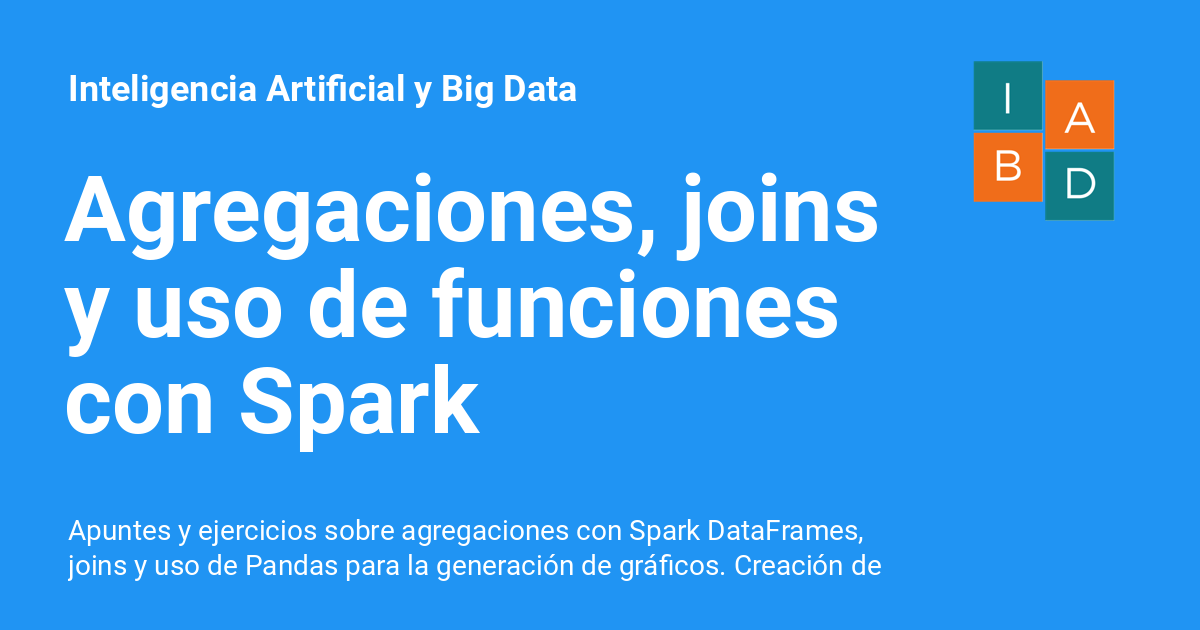 Inteligencia Artificial y Big Data
I
A
B
D
Agregaciones, joins
y uso de funciones
con Spark
Apuntes y ejercicios sobre agregaciones con Spark DataFrames,
joins y uso de Pandas para la generación de gráficos. Creación de